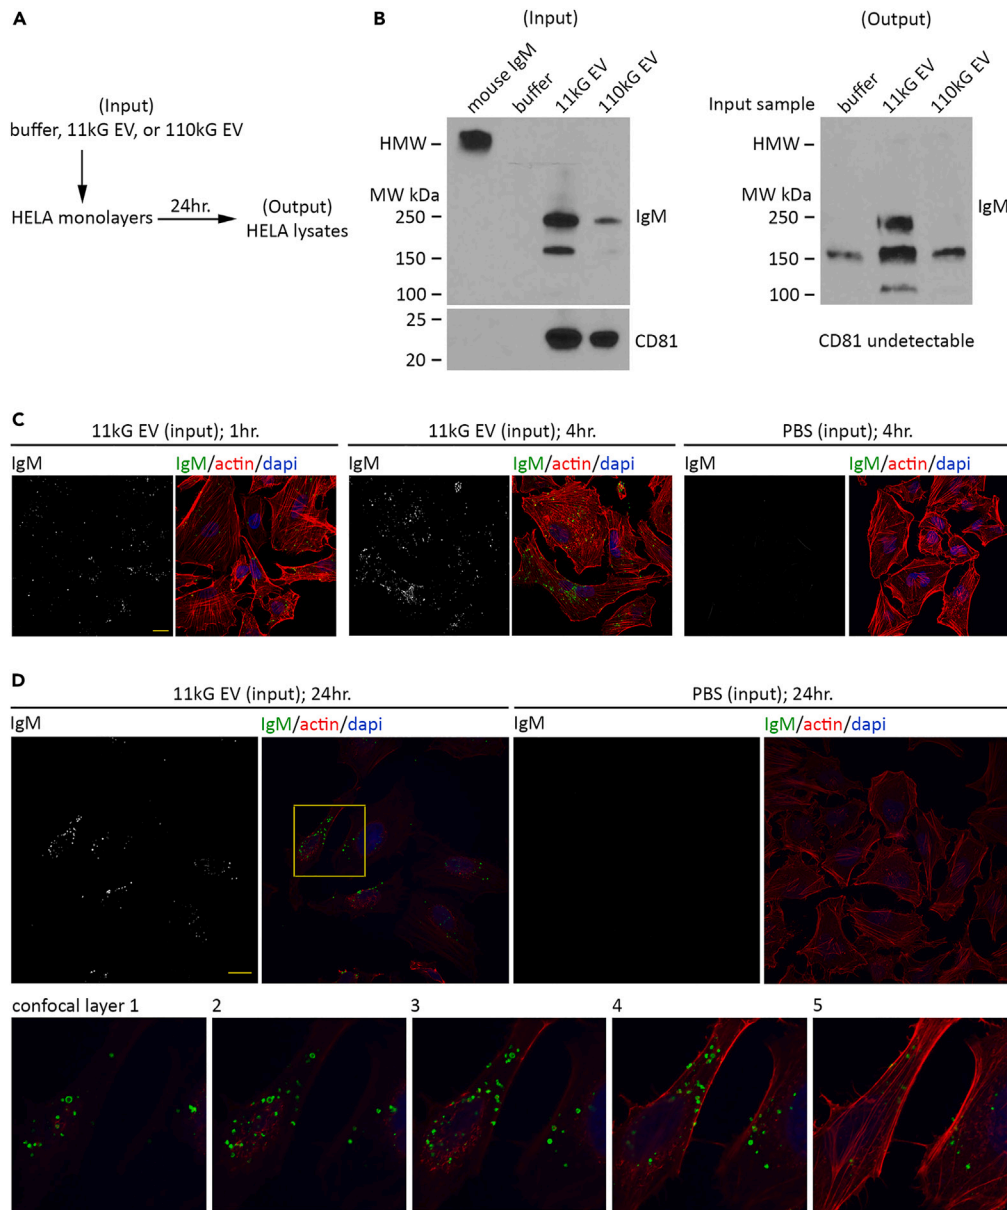 A
(Input)
buffer, 11kG EV, or 110kG EV
HELA monolayers
24hr.
(Output)
HELA lysates
B
(Input)
mouse IgM
buffer
11kG EV
110kG EV
HMW
MW kDa
250
150
100
25
20
IgM
CD81
(Output)
Input sample
buffer
11kG EV
110kG EV
HMW
MW kDa
250
150
100
IgM
CD81 undetectable
C
11kG EV (input); 1hr.
11kG EV (input); 4hr.
PBS (input); 4hr.
IgM
IgM/actin/dapi
IgM
IgM/actin/dapi
IgM
IgM/actin/dapi
D
11kG EV (input); 24hr.
PBS (input); 24hr.
IgM
IgM/actin/dapi
IgM
IgM/actin/dapi
confocal layer 1
2
3
4
5